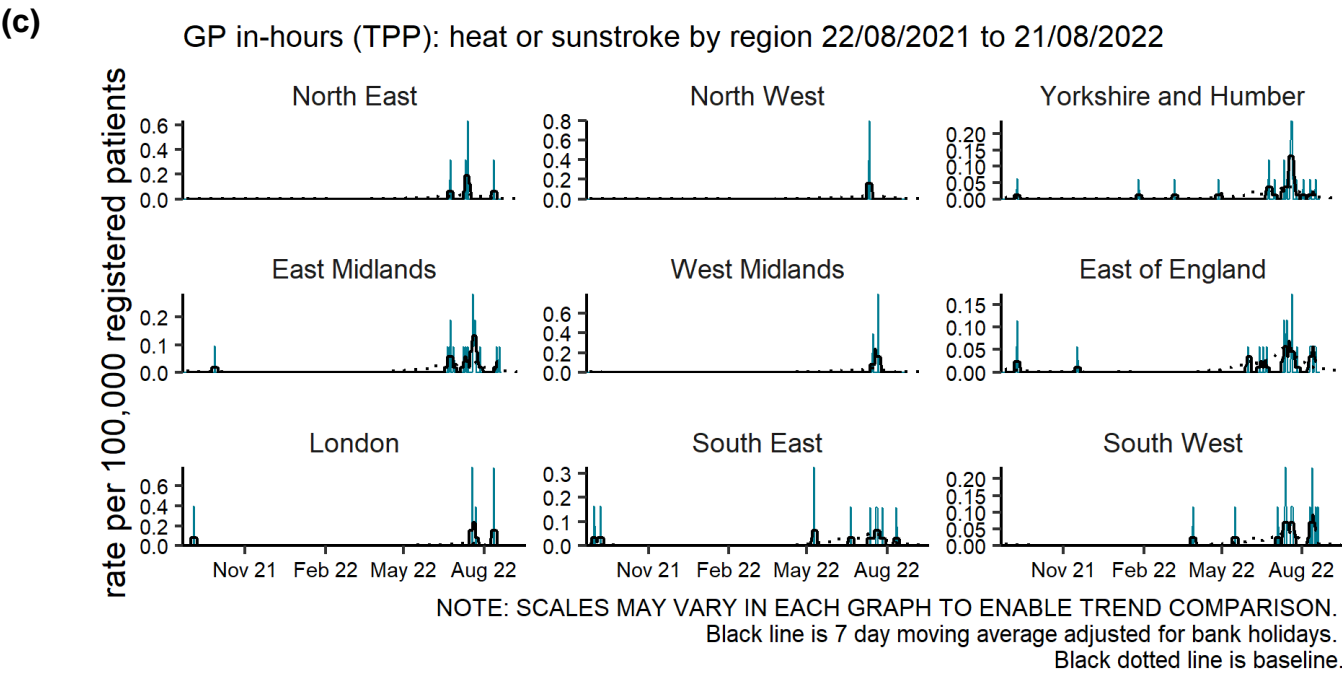 (c)
GP in-hours (TPP): heat or sunstroke by region 22/08/2021 to 21/08/2022
rate per 100,000 registered patients
North East
0.6
0.4
0.2
0.0
North West
0.8
0.6
0.4
0.2
0.0
Yorkshire and Humber
0.20
0.15
0.10
0.05
0.00
East Midlands
0.2
0.1
0.0
West Midlands
0.6
0.4
0.2
0.0
East of England
0.15
0.10
0.05
0.00
London
0.6
0.4
0.2
0.0
Nov 21 Feb 22 May 22 Aug 22
South East
0.3
0.2
0.1
0.0
Nov 21 Feb 22 May 22 Aug 22
South West
0.20
0.15
0.10
0.05
0.00
Nov 21 Feb 22 May 22 Aug 22
NOTE: SCALES MAY VARY IN EACH GRAPH TO ENABLE TREND COMPARISON.
Black line is 7 day moving average adjusted for bank holidays.
Black dotted line is baseline.